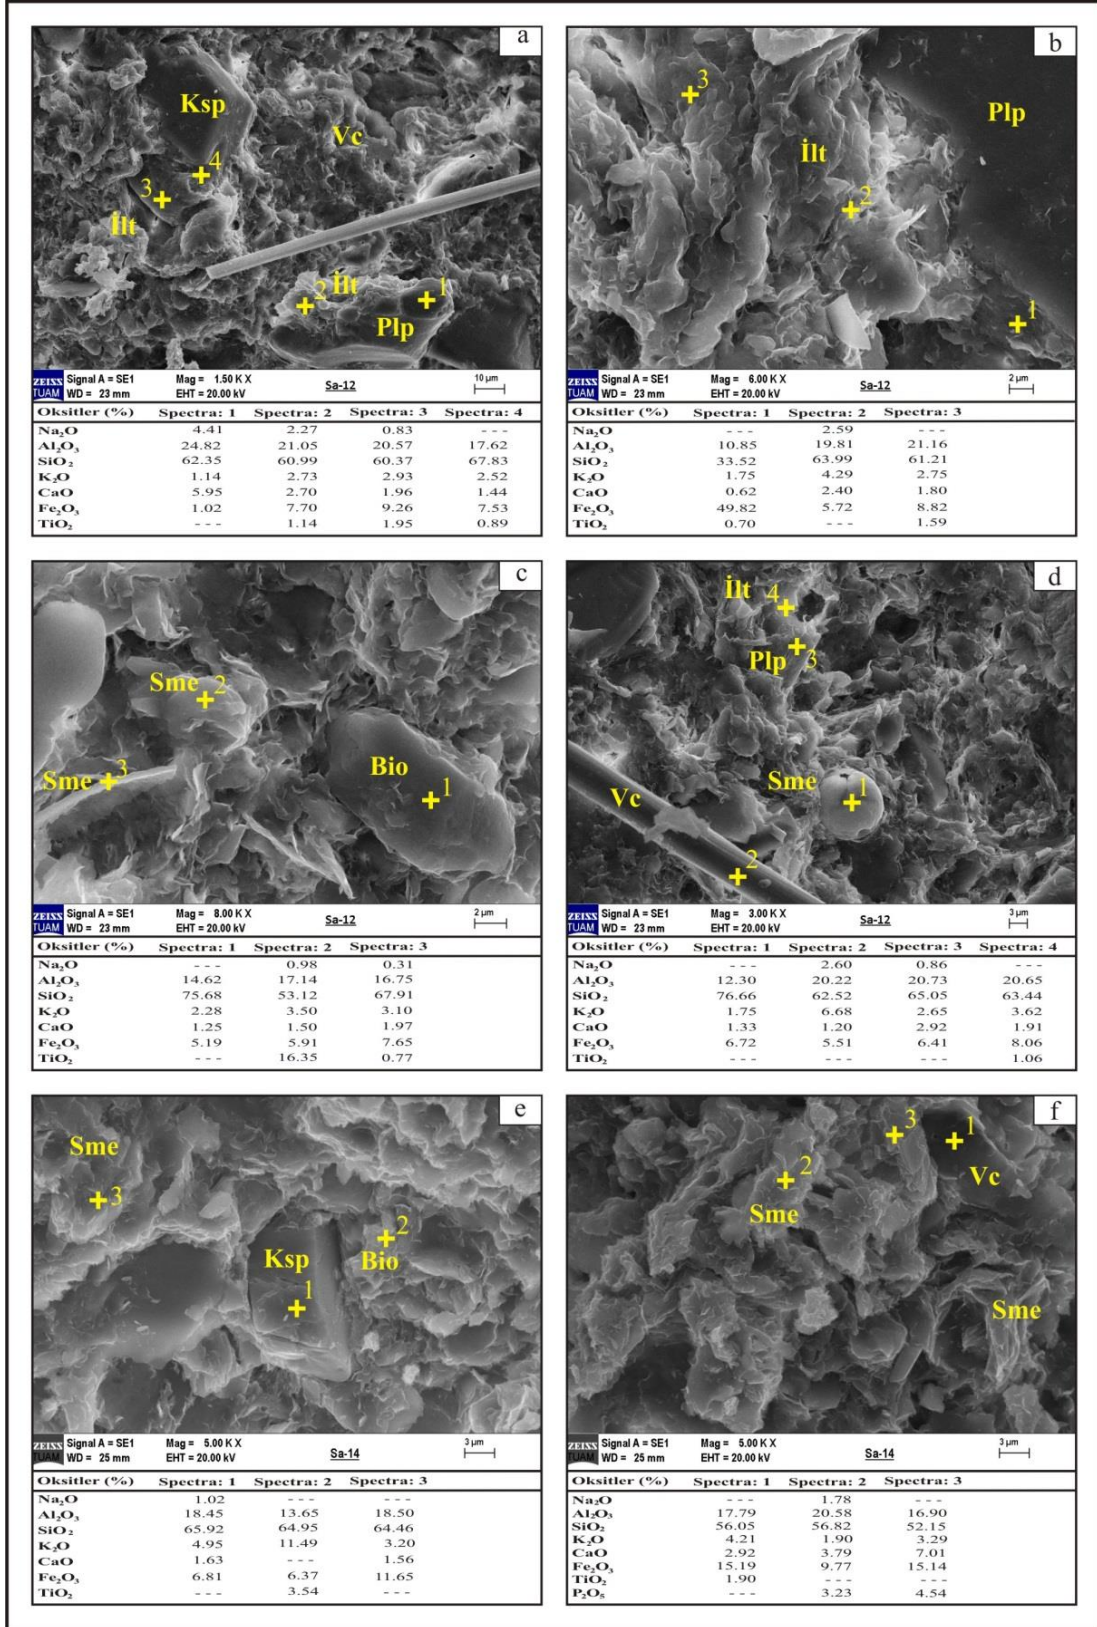 a
Ksp
Vc
4
3
İlt
2 İlt 1
Plp
ZEISS Signal A = SE1 Mag = 1.50 K X 10 µm
TUAM WD = 23 mm EHT = 20.00 kV Sa-12
Oksitler (%) Spectra: 1 Spectra: 2 Spectra: 3 Spectra: 4
Na₂O 4.41 2.27 0.83 ---
Al₂O₃ 24.82 21.05 20.57 17.62
SiO₂ 62.35 60.99 60.37 67.83
K₂O 1.14 2.73 2.93 2.52
CaO 5.95 2.70 1.96 1.44
Fe₂O₃ 1.02 7.70 9.26 7.53
TiO₂ --- 1.14 1.95 0.89
b
3
Plp
İlt
2
1
ZEISS Signal A = SE1 Mag = 6.00 K X 2 µm
TUAM WD = 23 mm EHT = 20.00 kV Sa-12
Oksitler (%) Spectra: 1 Spectra: 2 Spectra: 3
Na₂O --- 2.59 ---
Al₂O₃ 10.85 19.81 21.16
SiO₂ 33.52 63.99 61.21
K₂O 1.75 4.29 2.75
CaO 0.62 2.40 1.80
Fe₂O₃ 49.82 5.72 8.82
TiO₂ 0.70 --- 1.59
c
Sme 2
Sme 3
Bio
1
ZEISS Signal A = SE1 Mag = 8.00 K X 2 µm
TUAM WD = 23 mm EHT = 20.00 kV Sa-12
Oksitler (%) Spectra: 1 Spectra: 2 Spectra: 3
Na₂O --- 0.98 0.31
Al₂O₃ 14.62 17.14 16.75
SiO₂ 75.68 53.12 67.91
K₂O 2.28 3.50 3.10
CaO 1.25 1.50 1.97
Fe₂O₃ 5.19 5.91 7.65
TiO₂ --- 16.35 0.77
d
İlt 4
Plp 3
Sme
Vc
1
2
ZEISS Signal A = SE1 Mag = 3.00 K X 3 µm
TUAM WD = 23 mm EHT = 20.00 kV Sa-12
Oksitler (%) Spectra: 1 Spectra: 2 Spectra: 3 Spectra: 4
Na₂O --- 2.60 0.86 ---
Al₂O₃ 12.30 20.22 20.73 20.65
SiO₂ 76.66 62.52 65.05 63.44
K₂O 1.75 6.68 2.65 3.62
CaO 1.33 1.20 2.92 1.91
Fe₂O₃ 6.72 5.51 6.41 8.06
TiO₂ --- --- --- 1.06
e
Sme
3
2
Ksp Bio
1
ZEISS Signal A = SE1 Mag = 5.00 K X 3 µm
TUAM WD = 25 mm EHT = 20.00 kV Sa-14
Oksitler (%) Spectra: 1 Spectra: 2 Spectra: 3
Na₂O 1.02 --- ---
Al₂O₃ 18.45 13.65 18.50
SiO₂ 65.92 64.95 64.46
K₂O 4.95 11.49 3.20
CaO 1.63 --- 1.56
Fe₂O₃ 6.81 6.37 11.65
TiO₂ --- 3.54 ---
f
3 1
2 Vc
Sme
Sme
ZEISS Signal A = SE1 Mag = 5.00 K X 3 µm
TUAM WD = 25 mm EHT = 20.00 kV Sa-14
Oksitler (%) Spectra: 1 Spectra: 2 Spectra: 3
Na₂O --- 1.78 ---
Al₂O₃ 17.79 20.58 16.90
SiO₂ 56.05 56.82 52.15
K₂O 4.21 1.90 3.29
CaO 2.92 3.79 7.01
Fe₂O₃ 15.19 9.77 15.14
TiO₂ 1.90 --- ---
P₂O₅ --- 3.23 4.54